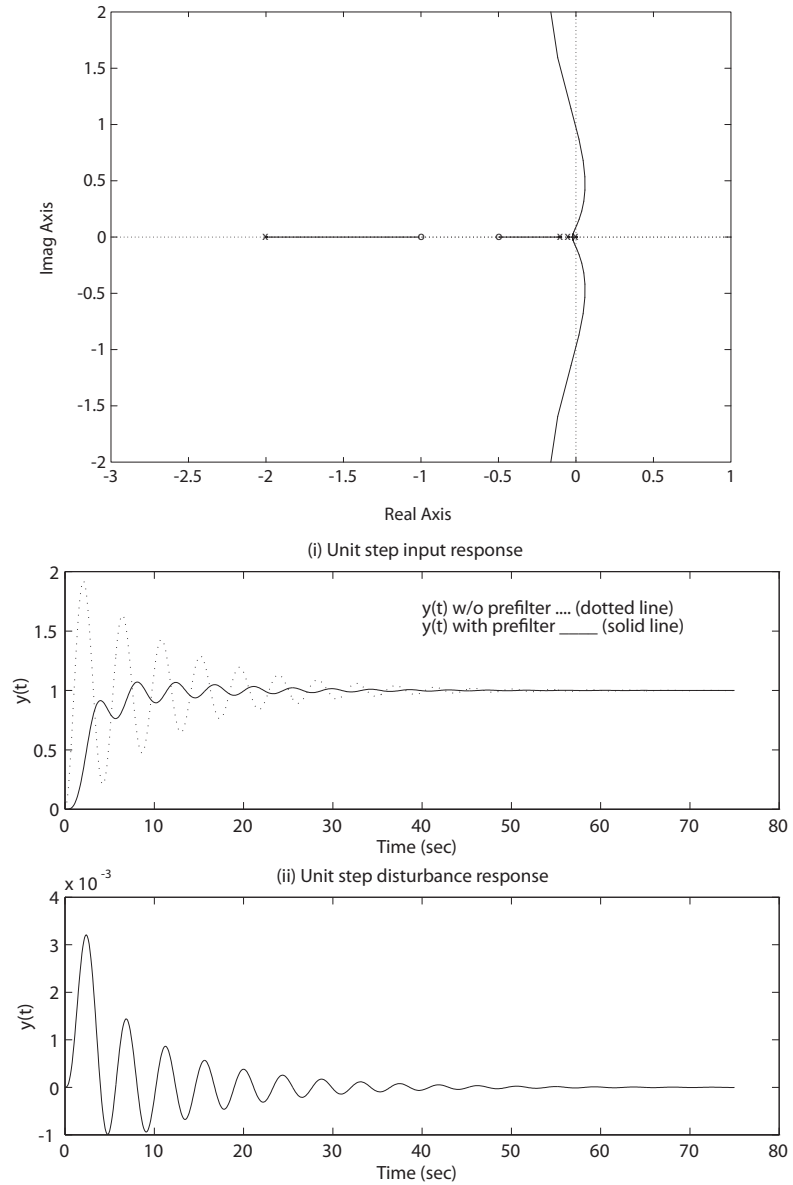 2
1.5
1
0.5
0
-0.5
-1
-1.5
-2
Imag Axis
-3 -2.5 -2 -1.5 -1 -0.5 0 0.5 1
Real Axis
(i) Unit step input response
2
1.5
1
0.5
0
y(t)
y(t) w/o prefilter .... (dotted line)
y(t) with prefilter ____ (solid line)
0 10 20 30 40 50 60 70 80
Time (sec)
x 10 -3
(ii) Unit step disturbance response
4
3
2
1
0
-1
y(t)
0 10 20 30 40 50 60 70 80
Time (sec)